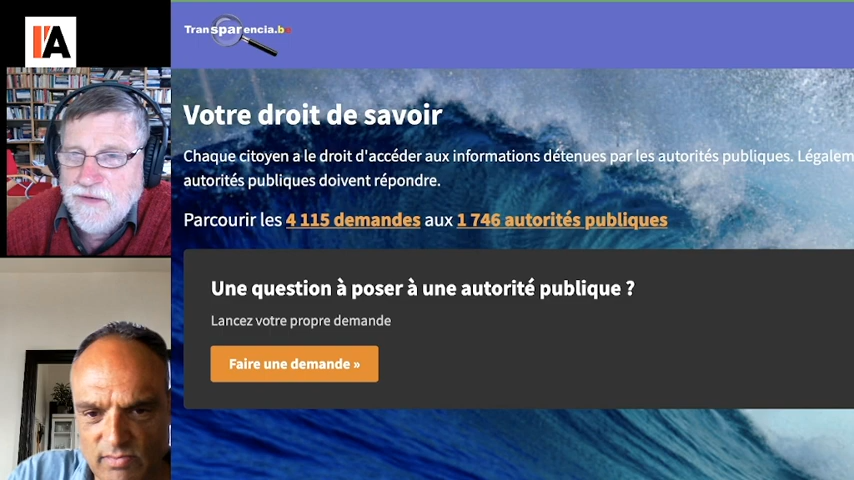 IA
Transparencia.be
Votre droit de savoir
Chaque citoyen a le droit d'accéder aux informations détenues par les autorités publiques.
autorités publiques doivent répondre.
Parcourir les 4 115 demandes aux 1 746 autorités publiques
Une question à poser à une autorité publique ?
Lancez votre propre demande
Faire une demande »